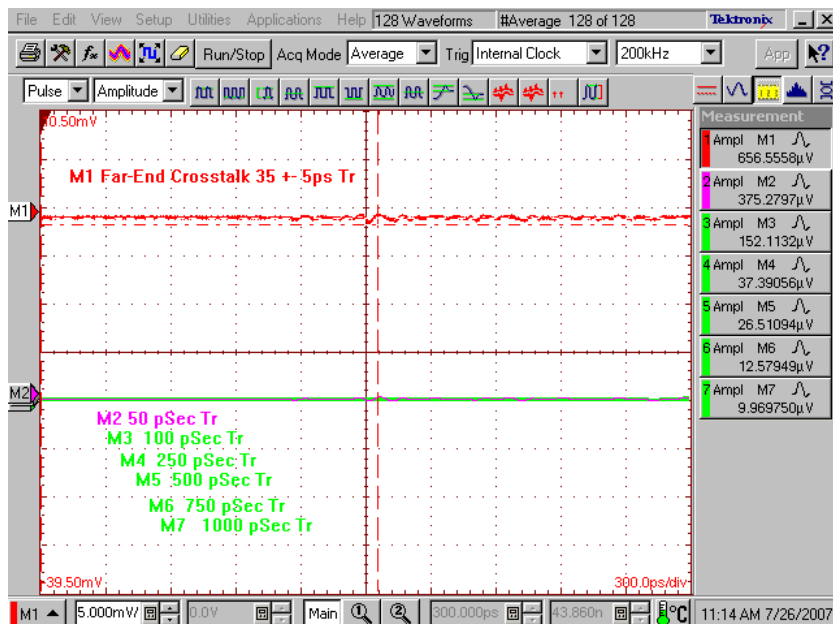 File Edit View Setup Utilities Applications Help 128 Waveforms #Average 128 of 128 Tektronix
Run/Stop Acq Mode Average Trig Internal Clock 200kHz App
Pulse Amplitude
Measurement
10.50mV
M1 Far-End Crosstalk 35 +- 5ps Tr
M1
1 Ampl M1
656.5558µV
2 Ampl M2
375.2797µV
3 Ampl M3
152.1132µV
4 Ampl M4
37.39056µV
5 Ampl M5
26.51094µV
6 Ampl M6
12.57949µV
7 Ampl M7
9.969750µV
M2
M2 50 pSec Tr
M3 100 pSec Tr
M4 250 pSec Tr
M5 500 pSec Tr
M6 750 pSec Tr
M7 1000 pSec Tr
-39.50mV 300.0ps/div
M1 5.000mV/ 0.0V Main 1 2 300.000ps 43.860n °C 11:14 AM 7/26/2007